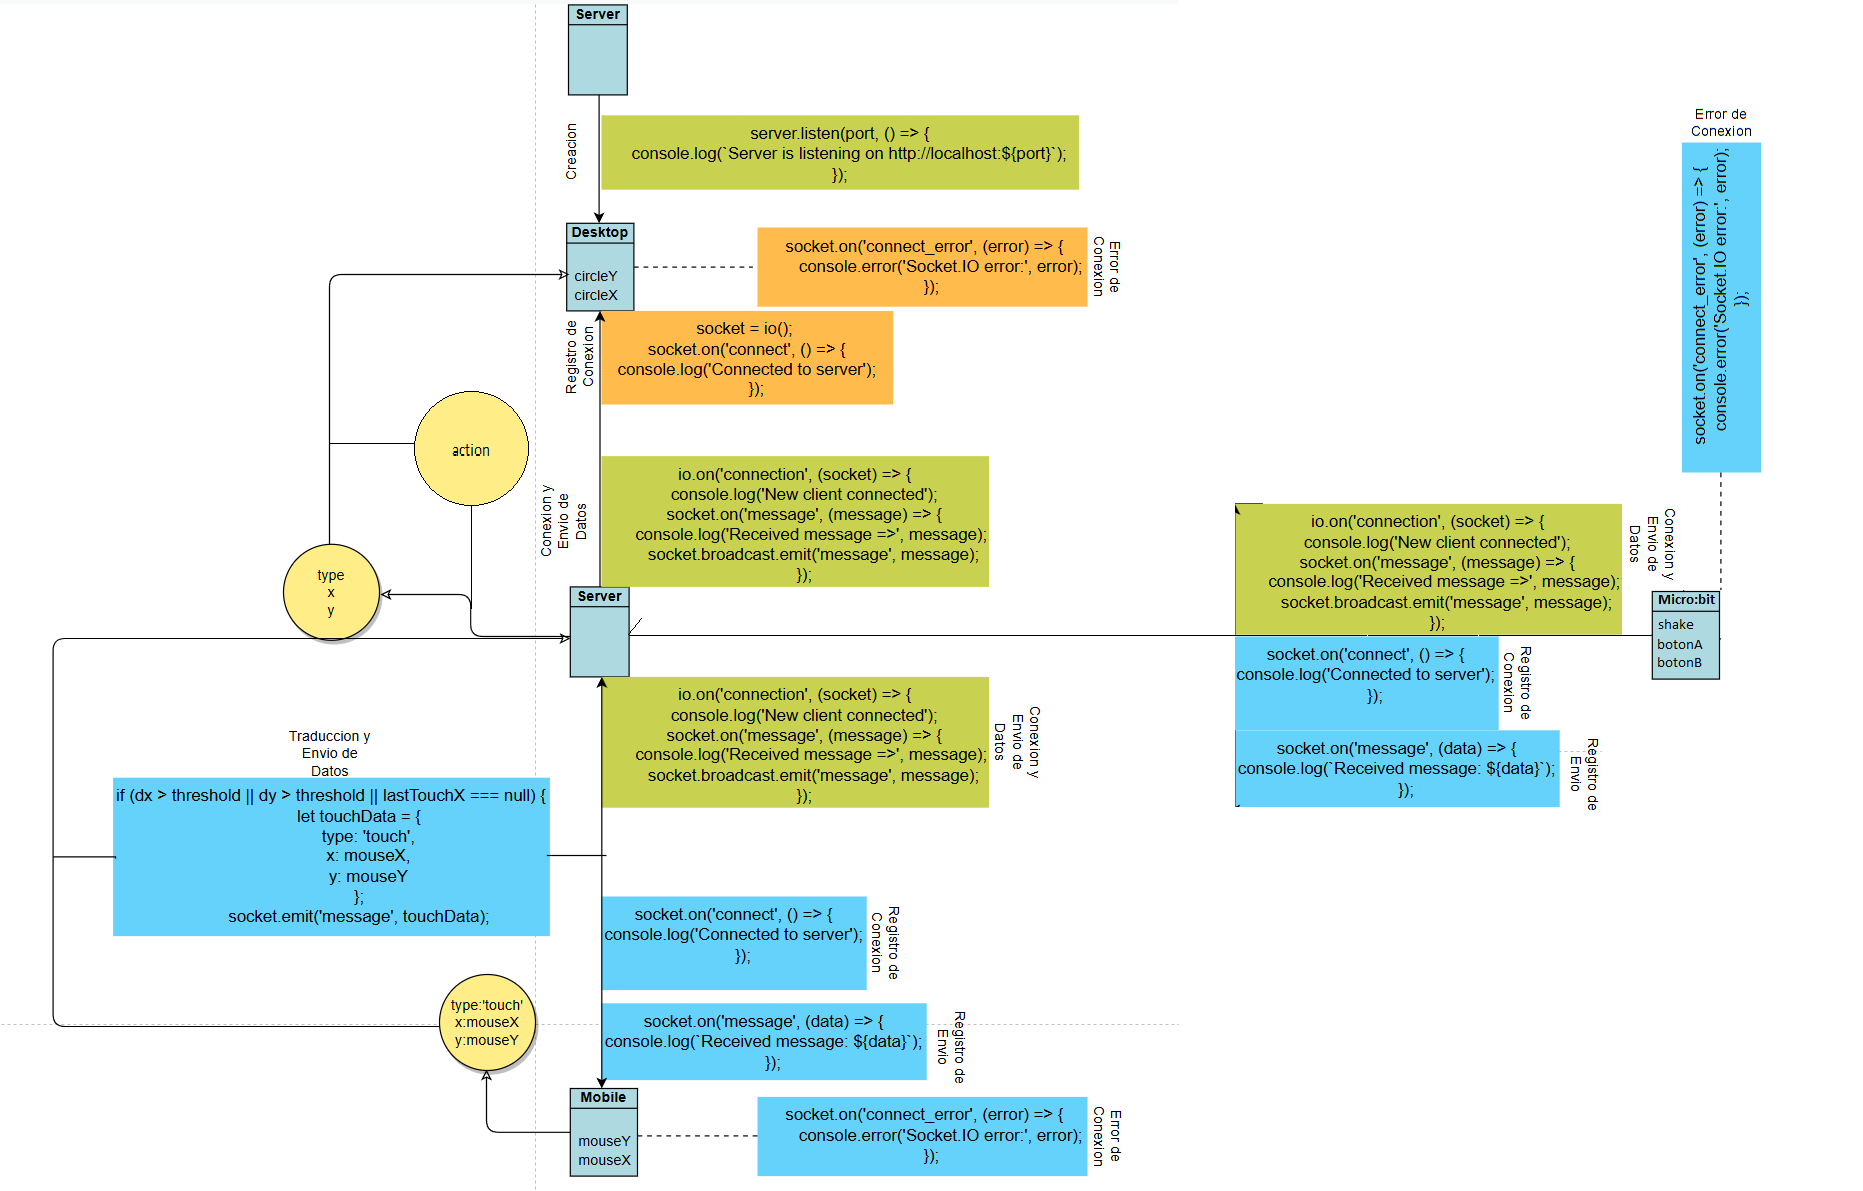 Server
Creacion
server.listen(port, () => {
console.log(`Server is listening on http://localhost:${port}`);
});
Desktop
circleY
circleX
socket.on('connect_error', (error) => {
console.error('Socket.IO error:', error);
});
Error de
Conexion
Registro de
Conexion
socket = io();
socket.on('connect', () => {
console.log('Connected to server');
});
action
Conexion y
Envio de
Datos
io.on('connection', (socket) => {
console.log('New client connected');
socket.on('message', (message) => {
console.log('Received message =>', message);
socket.broadcast.emit('message', message);
});
type
x
y
Server
io.on('connection', (socket) => {
console.log('New client connected');
socket.on('message', (message) => {
console.log('Received message =>', message);
socket.broadcast.emit('message', message);
});
Conexion y
Envio de
Datos
Traduccion y
Envio de
Datos
if (dx > threshold || dy > threshold || lastTouchX === null) {
let touchData = {
type: 'touch',
x: mouseX,
y: mouseY
};
socket.emit('message', touchData);
socket.on('connect', () => {
console.log('Connected to server');
});
Registro de
Conexion
type:'touch'
x:mouseX
y:mouseY
socket.on('message', (data) => {
console.log(`Received message: ${data}`);
});
Registro de
Envio
Mobile
mouseY
mouseX
socket.on('connect_error', (error) => {
console.error('Socket.IO error:', error);
});
Error de
Conexion
Error de
Conexion
socket.on('connect_error', (error) => {
console.error('Socket.IO error:', error);
});
io.on('connection', (socket) => {
console.log('New client connected');
socket.on('message', (message) => {
console.log('Received message =>', message);
socket.broadcast.emit('message', message);
});
Conexion y
Envio de
Datos
Micro:bit
shake
botonA
botonB
socket.on('connect', () => {
console.log('Connected to server');
});
Registro de
Conexion
socket.on('message', (data) => {
console.log(`Received message: ${data}`);
});
Registro de
Envio